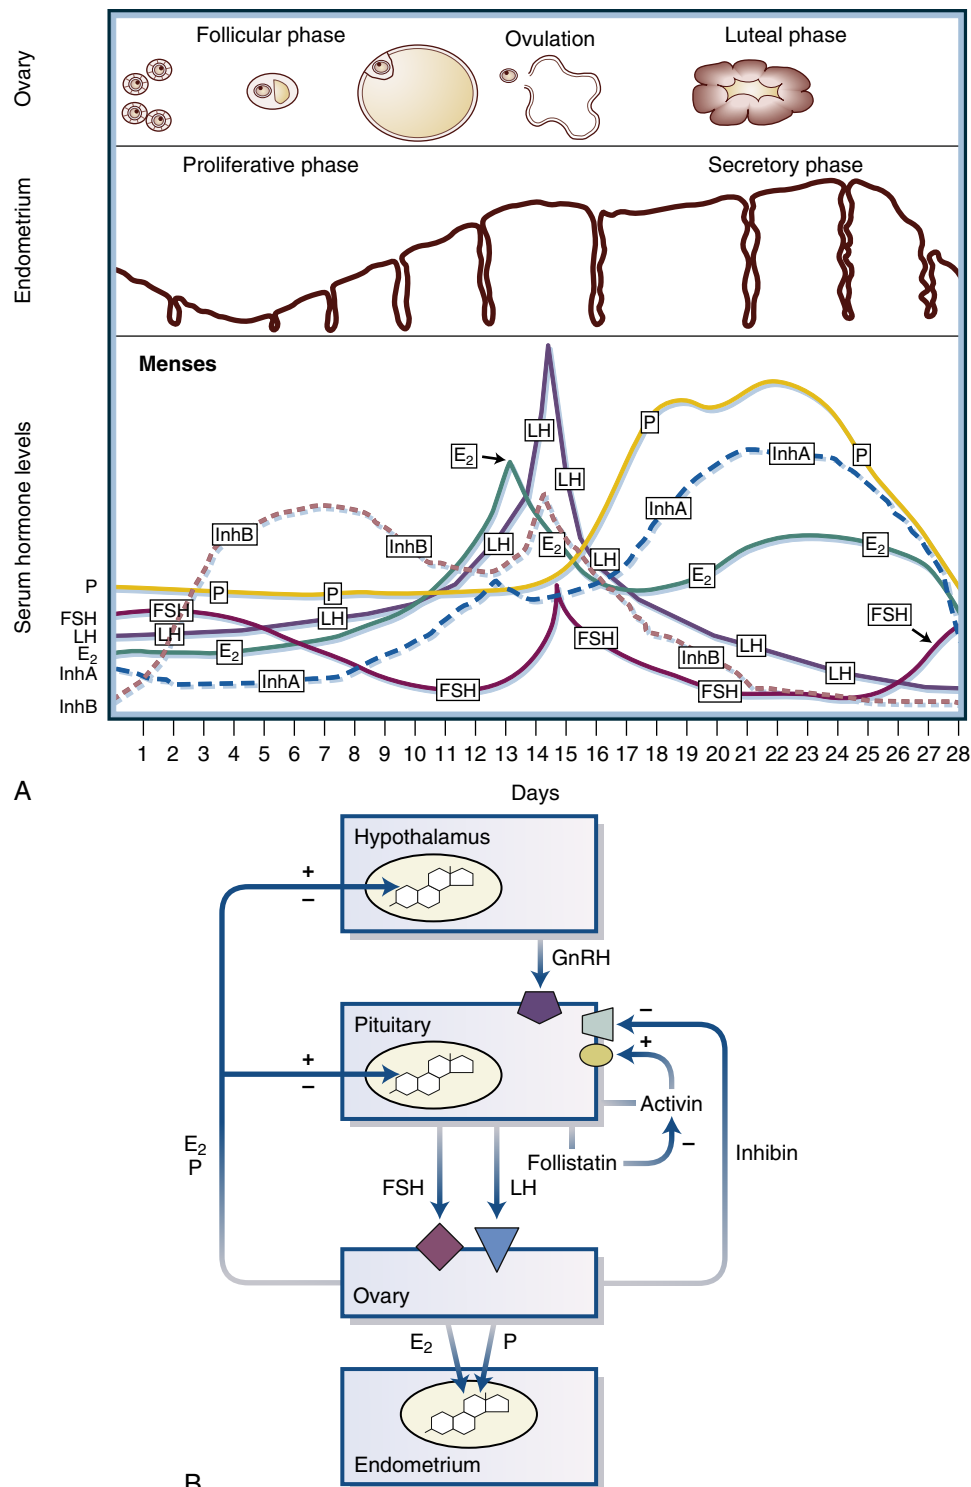 Ovary
Follicular phase
Ovulation
Luteal phase
Endometrium
Proliferative phase
Secretory phase
Serum hormone levels
Menses
LH
E₂
P
LH
P
InhA
InhA
InhB
InhB
LH
E₂
LH
E₂
E₂
P
P
P
FSH
LH
E₂
InhA
InhB
FSH
LH
LH
E₂
InhA
FSH
FSH
InhB
FSH
LH
LH
FSH
1 2 3 4 5 6 7 8 9 10 11 12 13 14 15 16 17 18 19 20 21 22 23 24 25 26 27 28
A
Days
Hypothalamus
+
–
GnRH
Pituitary
–
+
+
–
Activin
–
Follistatin
Inhibin
E₂
P
FSH
LH
Ovary
E₂
P
Endometrium
B